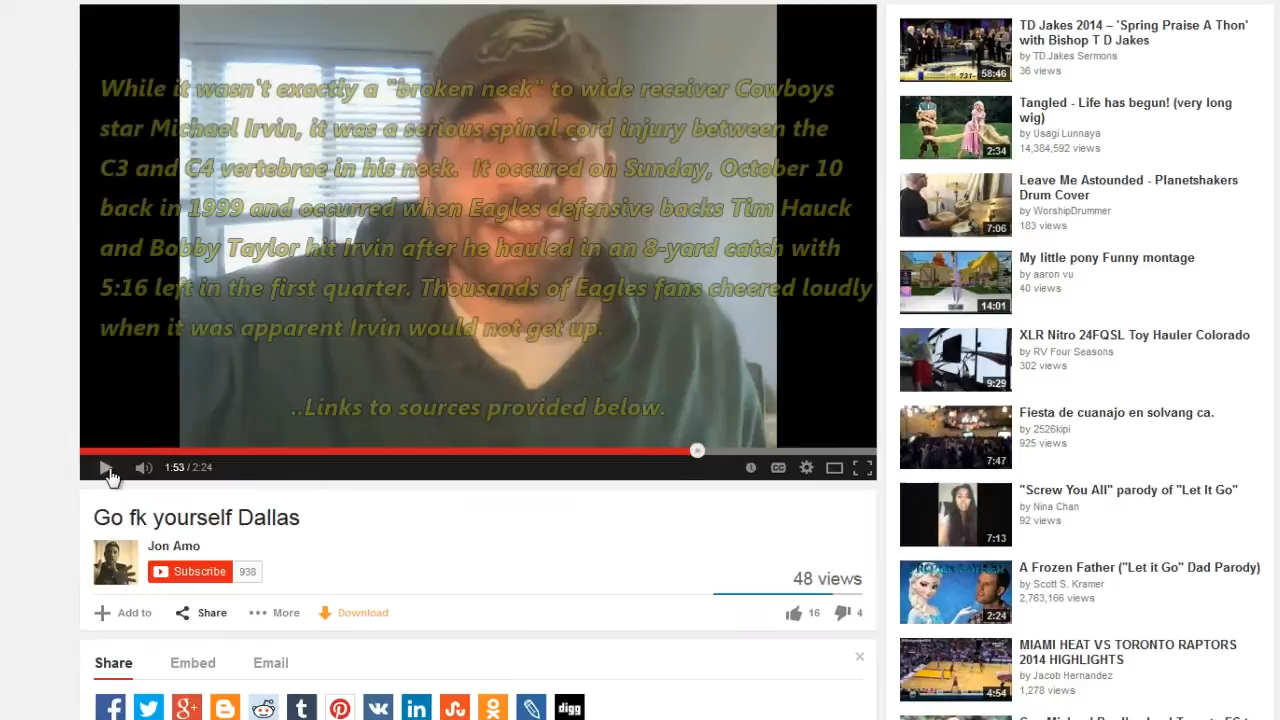 While it wasn't exactly a "broken neck" to wide receiver Cowboys
star Michael Irvin, it was a serious spinal cord injury between the
C3 and C4 vertebrae in his neck.  It occured on Sunday, October 10
back in 1999 and occurred when Eagles defensive backs Tim Hauck
and Bobby Taylor hit Irvin after he hauled in an 8-yard catch with
5:16 left in the first quarter. Thousands of Eagles fans cheered loudly
when it was apparent Irvin would not get up.
..Links to sources provided below.
1:53 / 2:24
CC
Go fk yourself Dallas
Jon Amo
Subscribe 938
48 views
Add to Share More Download 16 4
Share Embed Email
digg
TD Jakes 2014 – 'Spring Praise A Thon'
with Bishop T D Jakes
by TD.Jakes Sermons
36 views
58:46
Tangled - Life has begun! (very long
wig)
by Usagi Lunnaya
14,384,592 views
2:34
Leave Me Astounded - Planetshakers
Drum Cover
by WorshipDrummer
183 views
7:06
My little pony Funny montage
by aaron vu
40 views
14:01
XLR Nitro 24FQSL Toy Hauler Colorado
by RV Four Seasons
302 views
9:29
Fiesta de cuanajo en solvang ca.
by 2526kipi
925 views
7:47
"Screw You All" parody of "Let It Go"
by Nina Chan
92 views
7:13
A Frozen Father ("Let it Go" Dad Parody)
by Scott S. Kramer
2,763,166 views
2:24
MIAMI HEAT VS TORONTO RAPTORS
2014 HIGHLIGHTS
by Jacob Hernandez
1,278 views
4:54